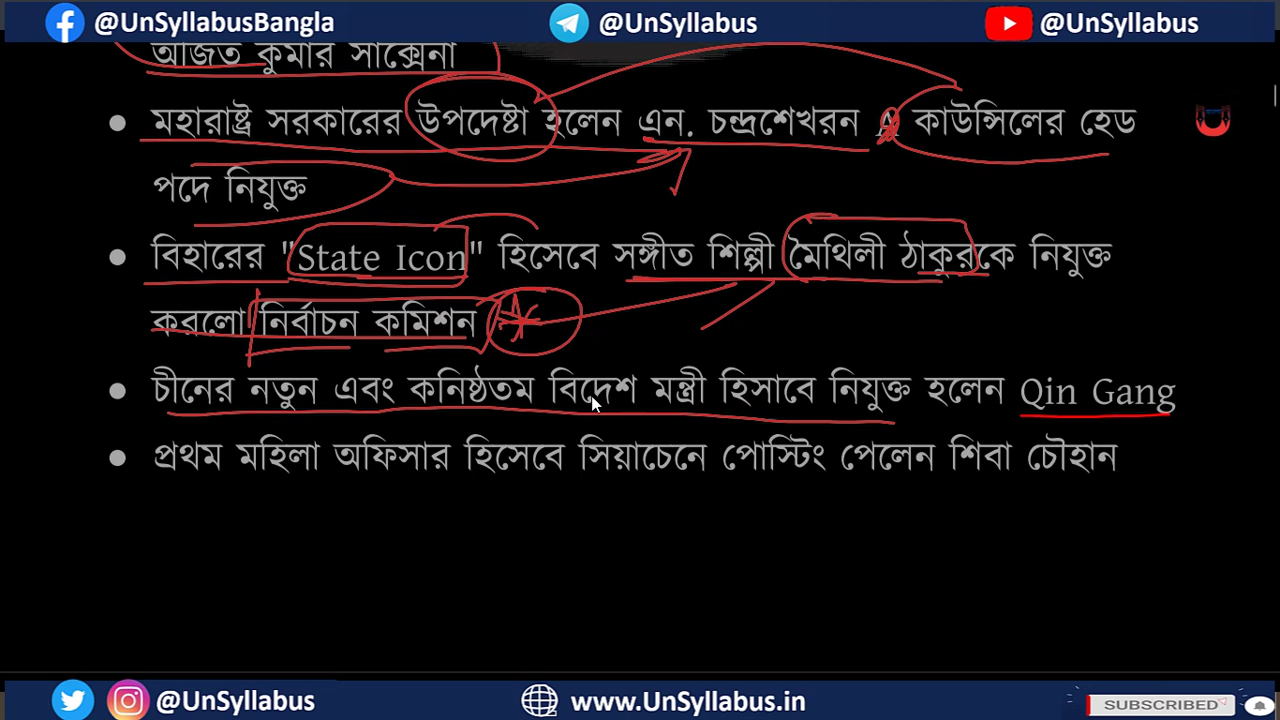 @UnSyllabusBangla @UnSyllabus @UnSyllabus
অজিত কুমার সাক্সেনা
• মহারাষ্ট্র সরকারের উপদেষ্টা হলেন এন. চন্দ্রশেখরন কাউন্সিলের হেড
পদে নিযুক্ত
• বিহারের "State Icon" হিসেবে সঙ্গীত শিল্পী মৈথিলী ঠাকুরকে নিযুক্ত
করলো নির্বাচন কমিশন
• চীনের নতুন এবং কনিষ্ঠতম বিদেশ মন্ত্রী হিসাবে নিযুক্ত হলেন Qin Gang
• প্রথম মহিলা অফিসার হিসেবে সিয়াচেনে পোস্টিং পেলেন শিবা চৌহান
@UnSyllabus www.UnSyllabus.in SUBSCRIBED